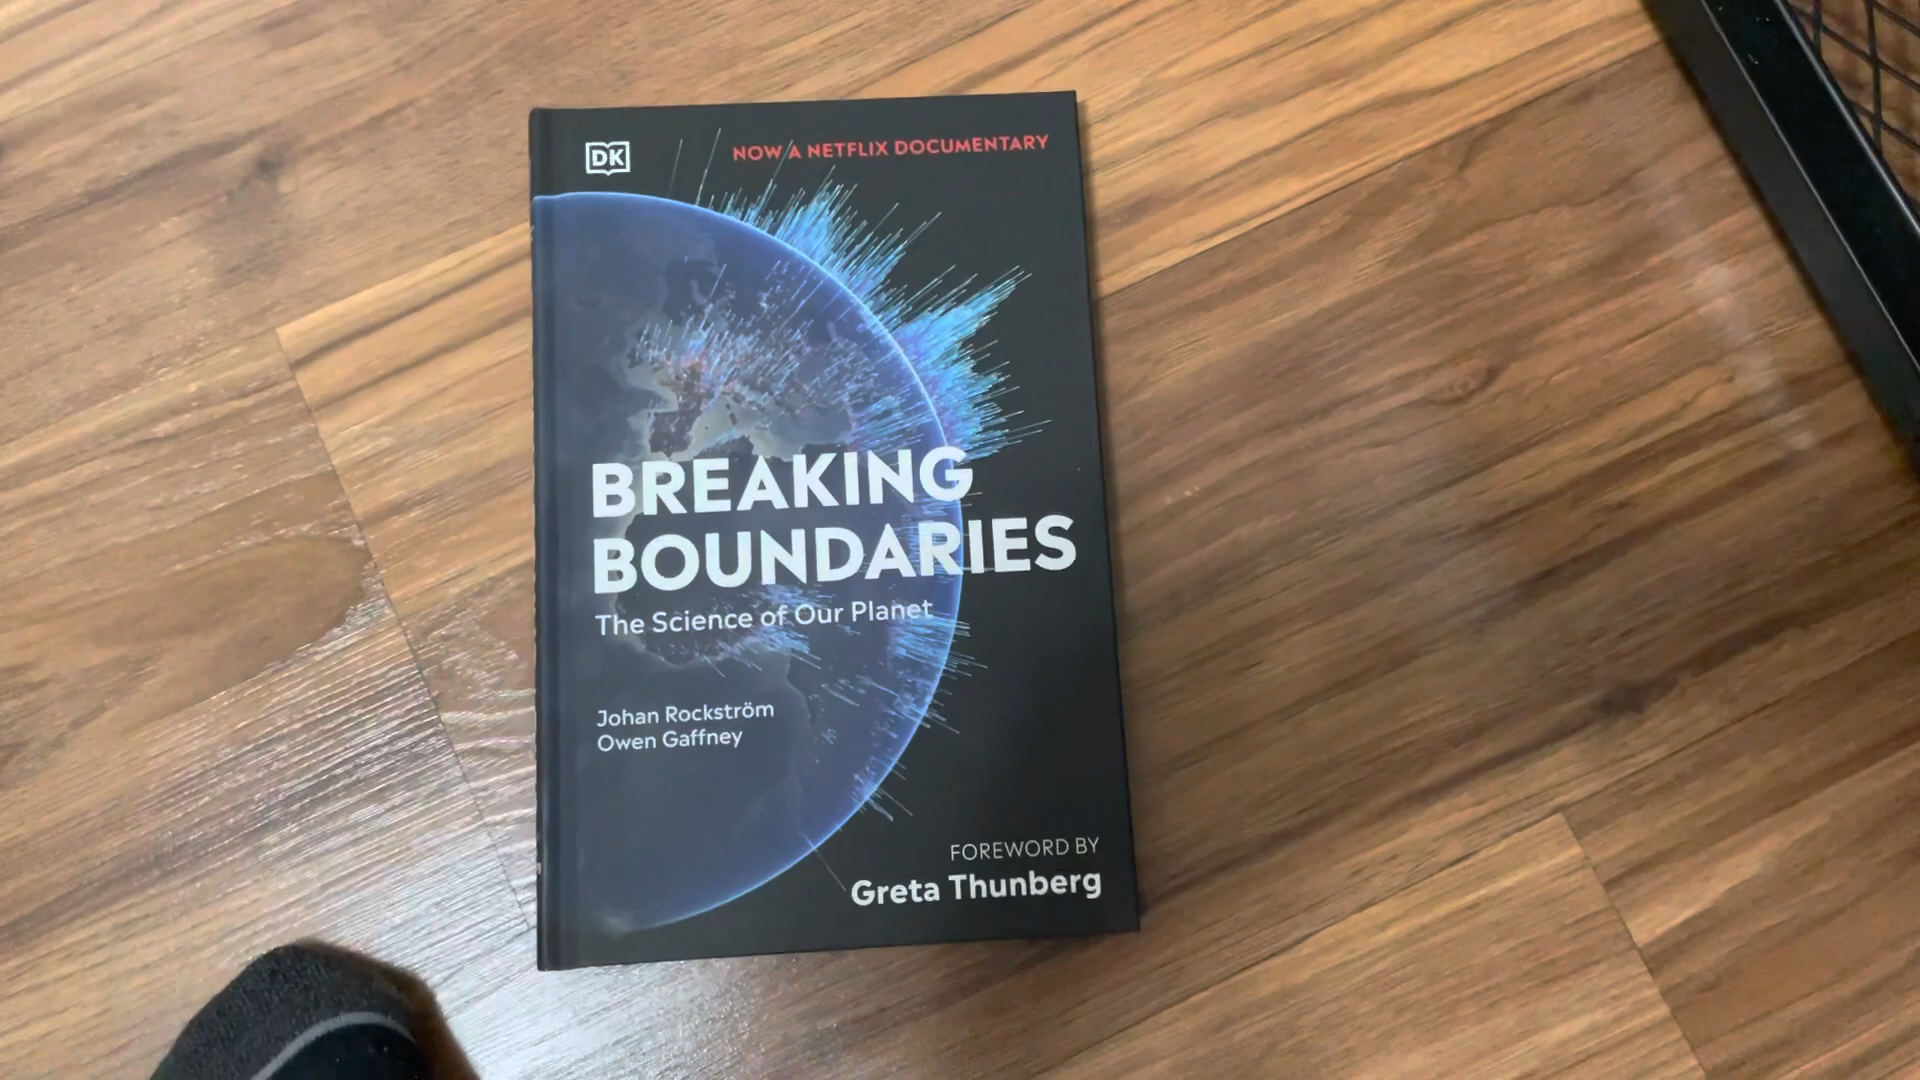 DK
NOW A NETFLIX DOCUMENTARY
BREAKING
BOUNDARIES
The Science of Our Planet
Johan Rockström
Owen Gaffney
FOREWORD BY
Greta Thunberg